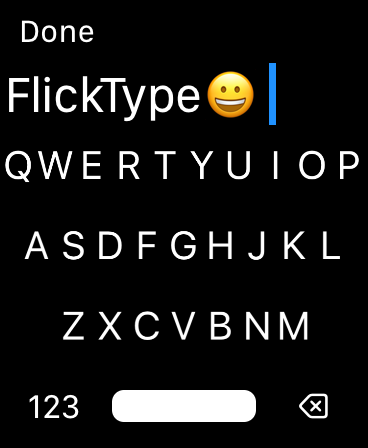 Done
FlickType😀
Q W E R T Y U I O P
A S D F G H J K L
Z X C V B N M
123